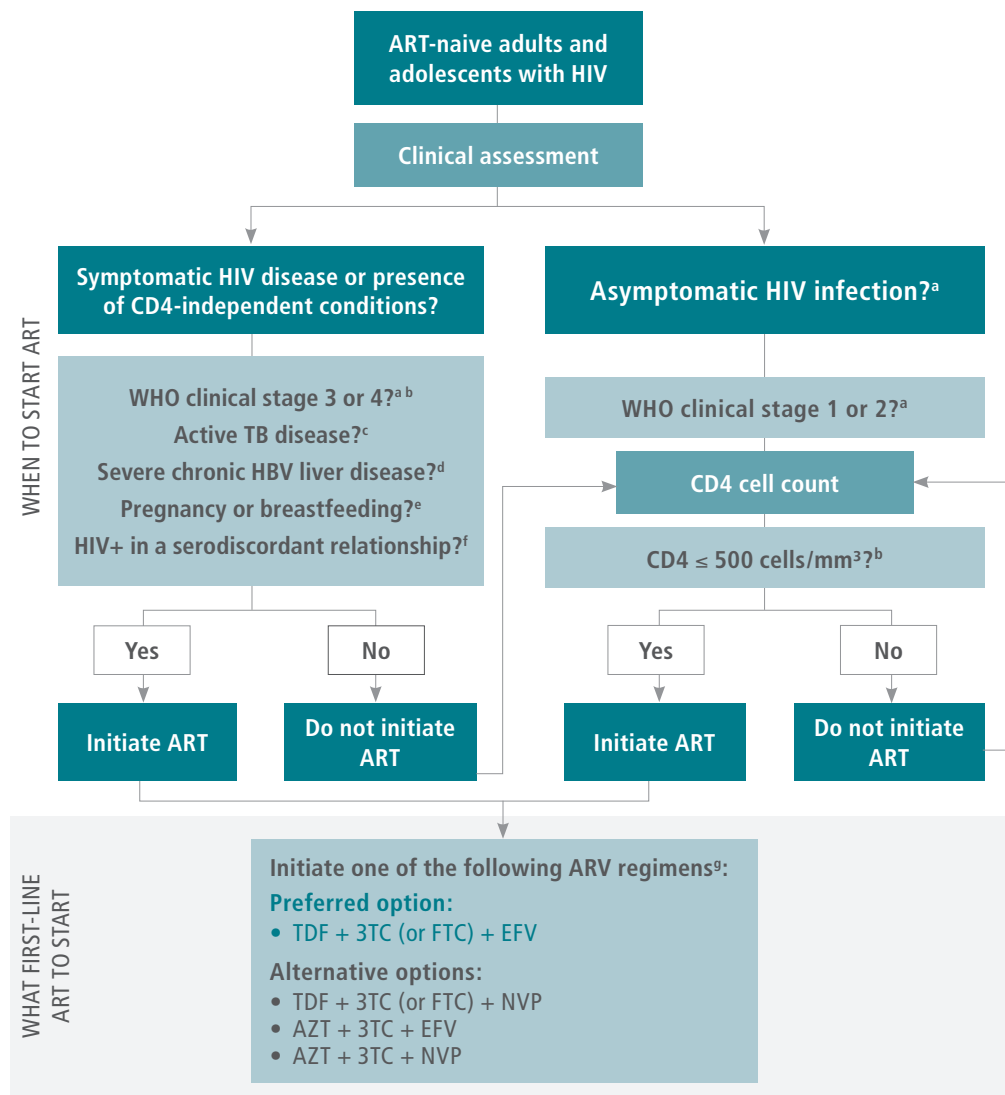 ART-naive adults and
adolescents with HIV
Clinical assessment
WHEN TO START ART
Symptomatic HIV disease or presence
of CD4-independent conditions?
WHO clinical stage 3 or 4?ᵃ ᵇ
Active TB disease?ᶜ
Severe chronic HBV liver disease?ᵈ
Pregnancy or breastfeeding?ᵉ
HIV+ in a serodiscordant relationship?ᶠ
Yes
No
Initiate ART
Do not initiate
ART
Asymptomatic HIV infection?ᵃ
WHO clinical stage 1 or 2?ᵃ
CD4 cell count
CD4 ≤ 500 cells/mm³?ᵇ
Yes
No
Initiate ART
Do not initiate
ART
WHAT FIRST-LINE
ART TO START
Initiate one of the following ARV regimensᵍ:
Preferred option:
• TDF + 3TC (or FTC) + EFV
Alternative options:
• TDF + 3TC (or FTC) + NVP
• AZT + 3TC + EFV
• AZT + 3TC + NVP